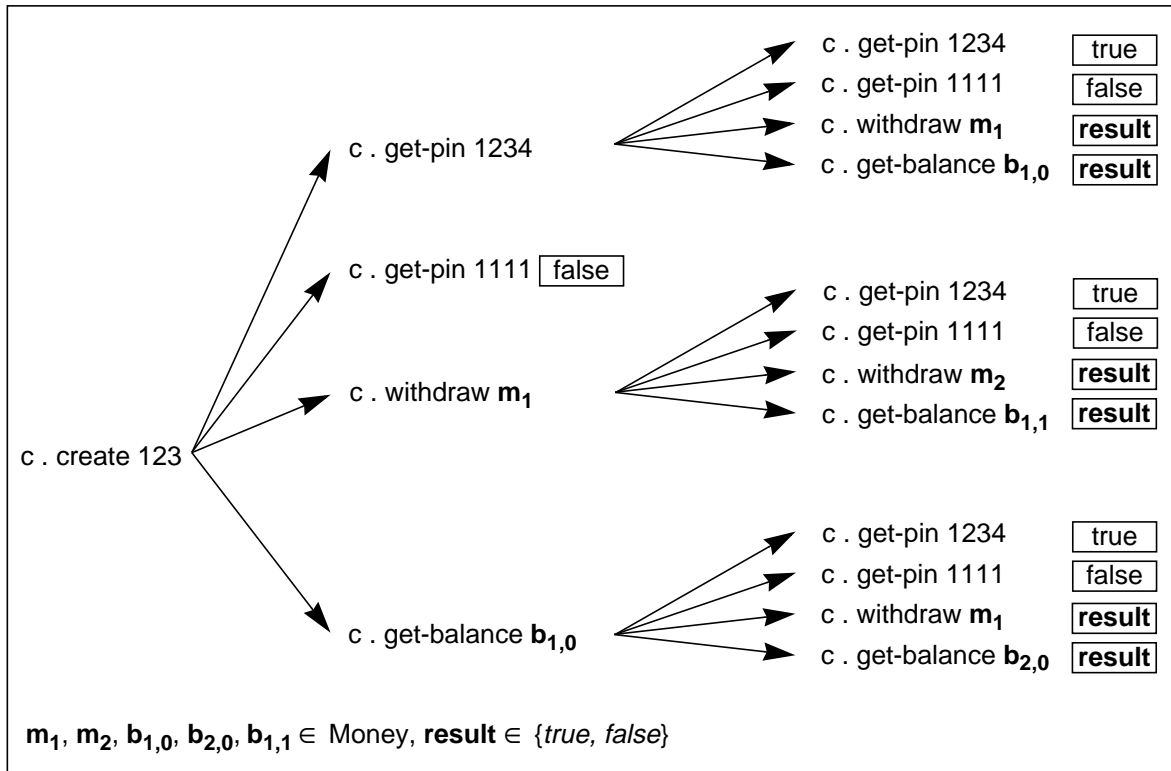 c . get-pin 1234 true
c . get-pin 1111 false
c . withdraw m1 result
c . get-balance b1,0 result
c . get-pin 1234
c . get-pin 1111 false
c . get-pin 1234 true
c . get-pin 1111 false
c . withdraw m2 result
c . get-balance b1,1 result
c . withdraw m1
c . create 123
c . get-pin 1234 true
c . get-pin 1111 false
c . withdraw m1 result
c . get-balance b2,0 result
c . get-balance b1,0
m1, m2, b1,0, b2,0, b1,1 ∈ Money, result ∈ {true, false}